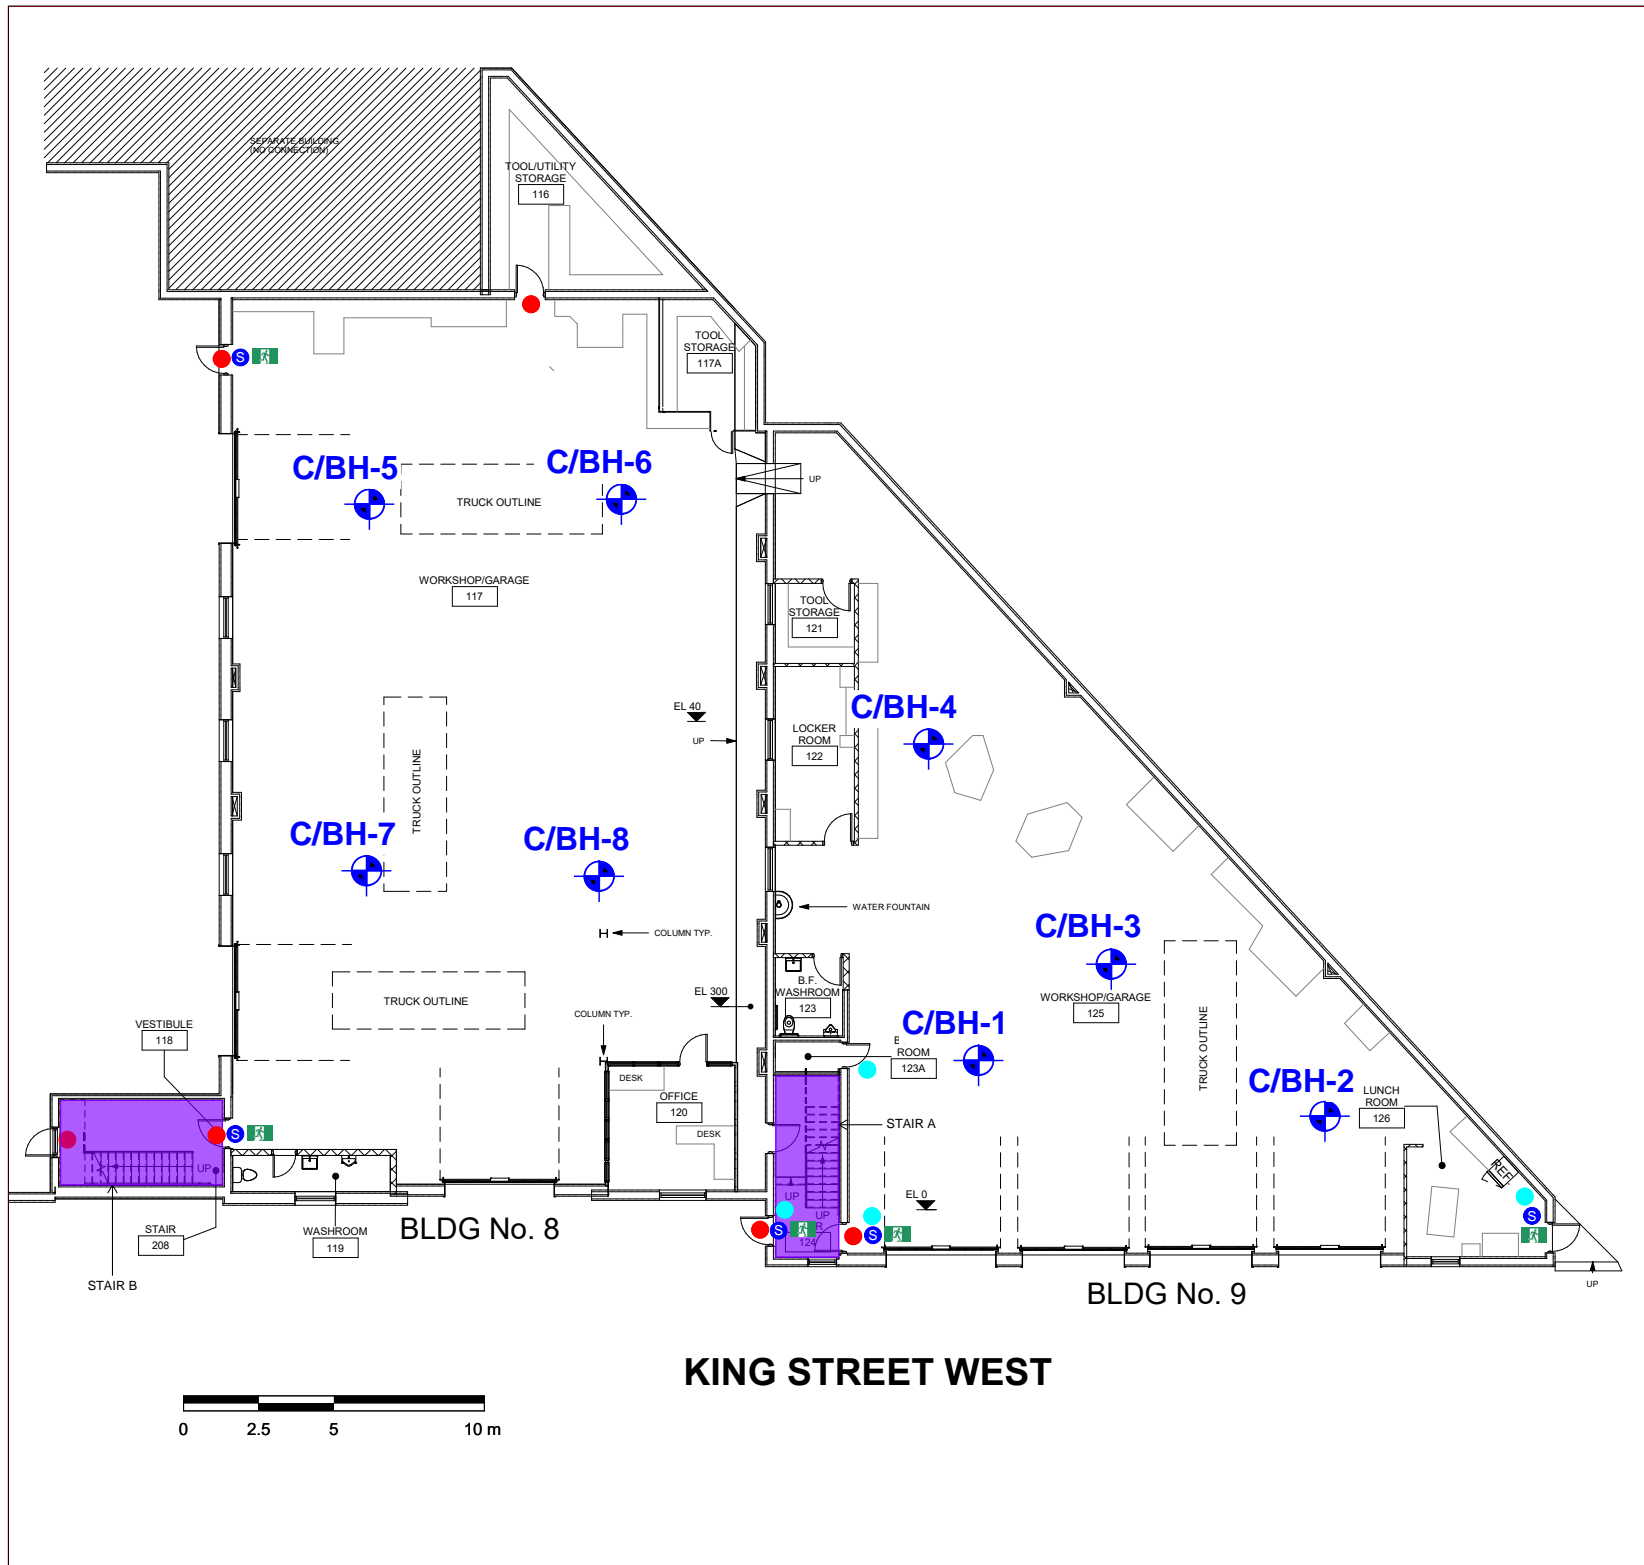 SEPARATE BUILDING
(NO CONNECTION)
TOOL/UTILITY
STORAGE
116
TOOL
STORAGE
117A
S
C/BH-5
C/BH-6
TRUCK OUTLINE
UP
WORKSHOP/GARAGE
117
TOOL
STORAGE
121
EL 40
UP
C/BH-4
LOCKER
ROOM
122
TRUCK OUTLINE
C/BH-7
C/BH-8
WATER FOUNTAIN
COLUMN TYP.
C/BH-3
B.F.
WASHROOM
123
EL 300
TRUCK OUTLINE
WORKSHOP/GARAGE
125
COLUMN TYP.
VESTIBULE
118
C/BH-1
ROOM
123A
TRUCK OUTLINE
C/BH-2
LUNCH
ROOM
126
DESK
OFFICE
120
DESK
STAIR A
S
UP
REF.
UP
UP
R
124
EL 0
S
S
S
STAIR
208
WASHROOM
119
BLDG No. 8
STAIR B
UP
BLDG No. 9
KING STREET WEST
0 2.5 5 10 m